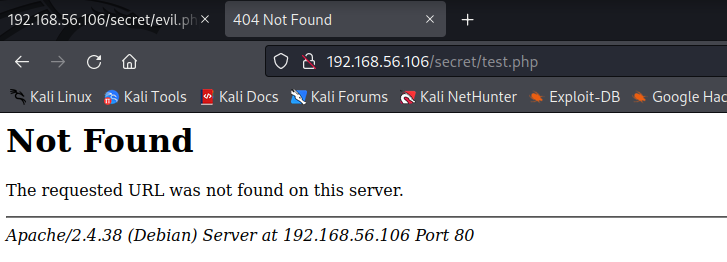 192.168.56.106/secret/evil.ph
404 Not Found
192.168.56.106/secret/test.php
Kali Linux Kali Tools Kali Docs Kali Forums Kali NetHunter Exploit-DB Google Hac
Not Found
The requested URL was not found on this server.
Apache/2.4.38 (Debian) Server at 192.168.56.106 Port 80